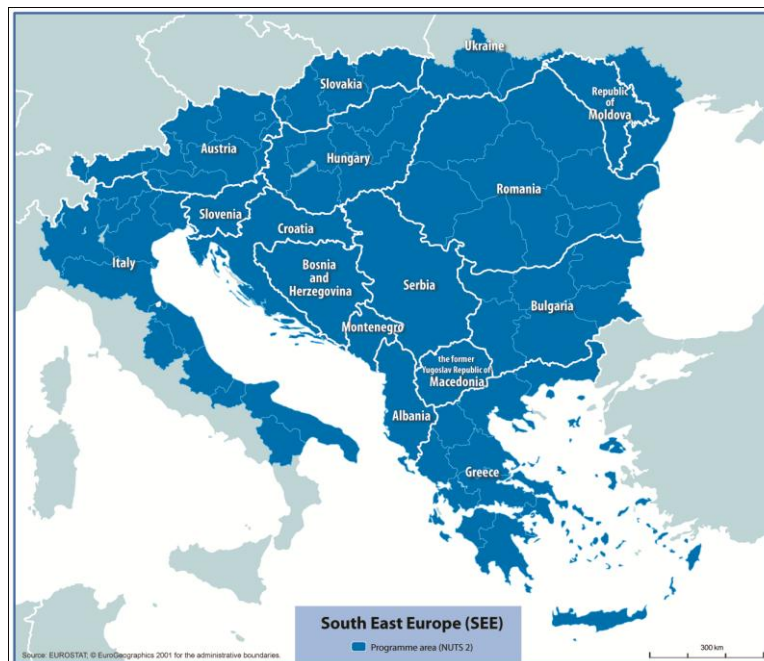 Ukraine
Slovakia
Republic
of
Moldova
Austria
Hungary
Romania
Slovenia
Croatia
Italy
Bosnia
and
Herzegovina
Serbia
Bulgaria
Montenegro
the former
Yugoslav Republic of
Macedonia
Albania
Greece
South East Europe (SEE)
Programme area (NUTS 2)
Source: EUROSTAT; © EuroGeographics 2001 for the administrative boundaries.
300 km